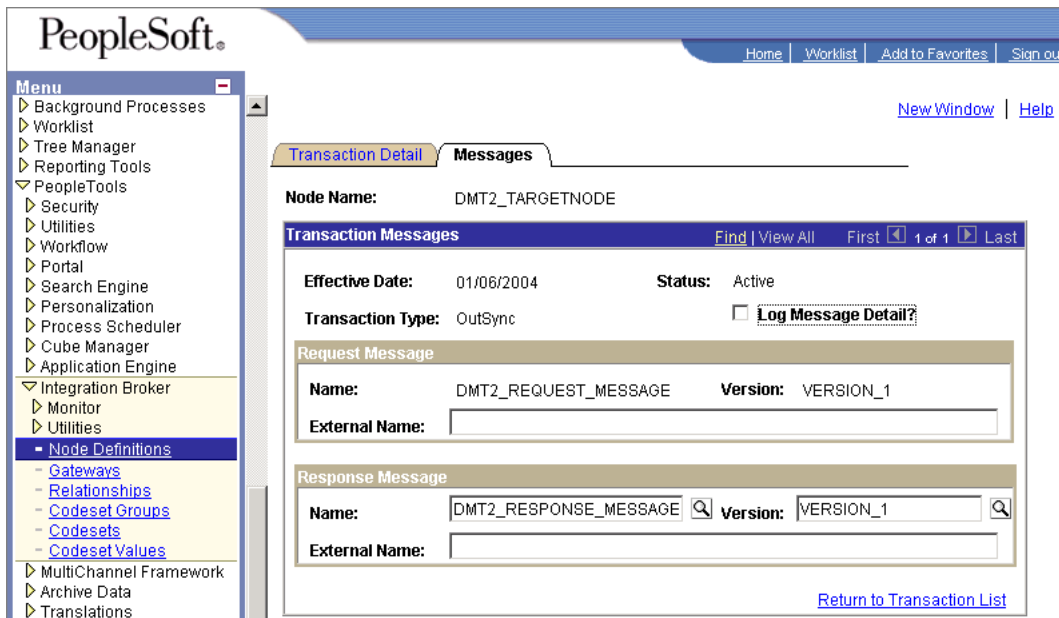 PeopleSoft®
Home Worklist Add to Favorites Sign ou
Menu
Background Processes
Worklist
Tree Manager
Reporting Tools
PeopleTools
Security
Utilities
Workflow
Portal
Search Engine
Personalization
Process Scheduler
Cube Manager
Application Engine
Integration Broker
Monitor
Utilities
Node Definitions
Gateways
Relationships
Codeset Groups
Codesets
Codeset Values
MultiChannel Framework
Archive Data
Translations
New Window | Help
Transaction Detail Messages
Node Name: DMT2_TARGETNODE
Transaction Messages Find | View All First 1 of 1 Last
Effective Date: 01/06/2004 Status: Active
Transaction Type: OutSync Log Message Detail?
Request Message
Name: DMT2_REQUEST_MESSAGE Version: VERSION_1
External Name:
Response Message
Name: DMT2_RESPONSE_MESSAGE Version: VERSION_1
External Name:
Return to Transaction List